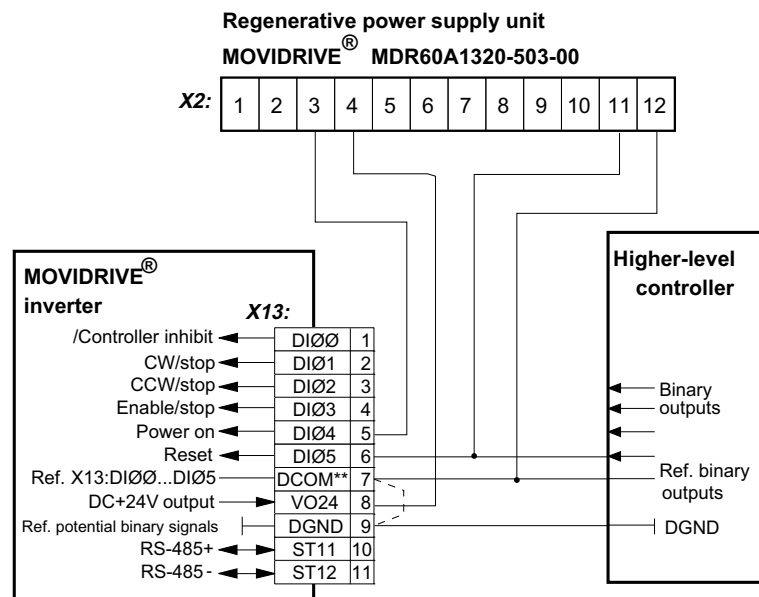 Regenerative power supply unit
MOVIDRIVE® MDR60A1320-503-00
X2: 1 2 3 4 5 6 7 8 9 10 11 12
MOVIDRIVE®
inverter
X13:
/Controller inhibit DIØØ 1
CW/stop DIØ1 2
CCW/stop DIØ2 3
Enable/stop DIØ3 4
Power on DIØ4 5
Reset DIØ5 6
Ref. X13:DIØØ...DIØ5 DCOM** 7
DC+24V output VO24 8
Ref. potential binary signals DGND 9
RS-485+ ST11 10
RS-485- ST12 11
Higher-level
controller
Binary
outputs
Ref. binary
outputs
DGND